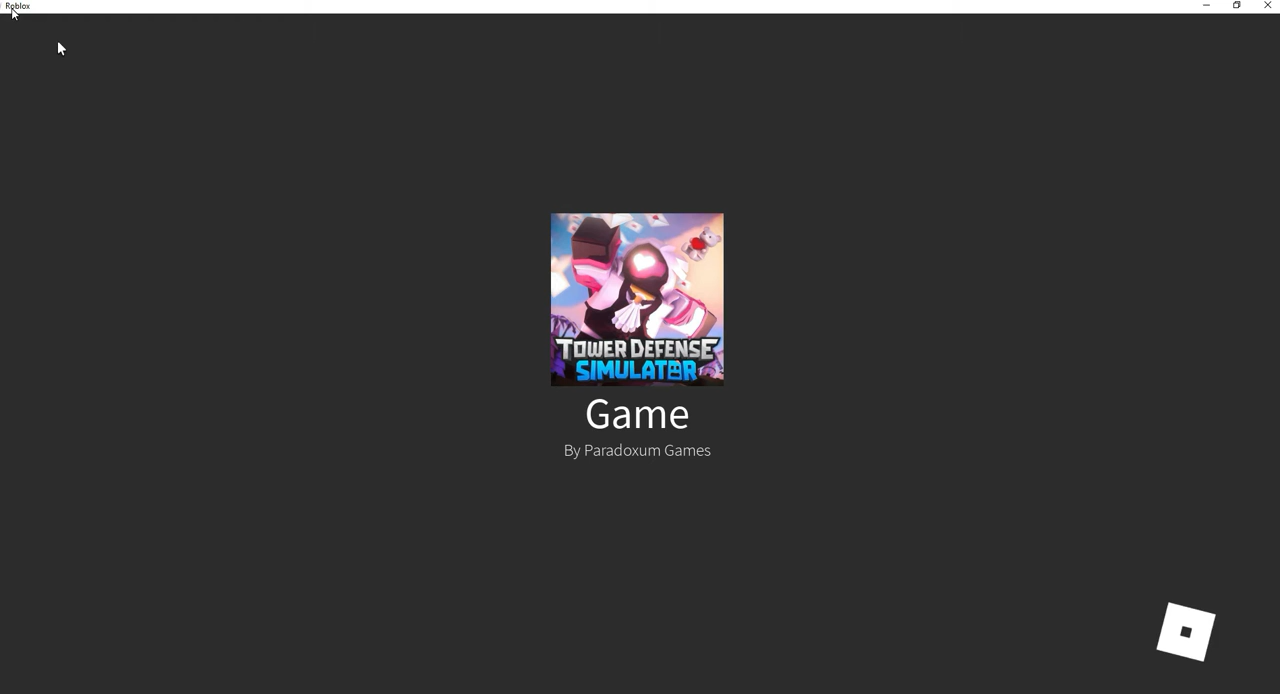 Roblox
TOWER DEFENSE
SIMULATOR
Game
By Paradoxum Games